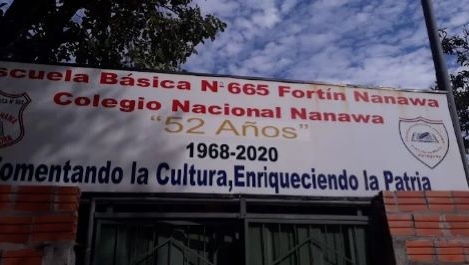 scuela Básica N° 665 Fortín Nanawa
Colegio Nacional Nanawa
"52 Años"
1968-2020
omentando la Cultura,Enriqueciendo la Patria